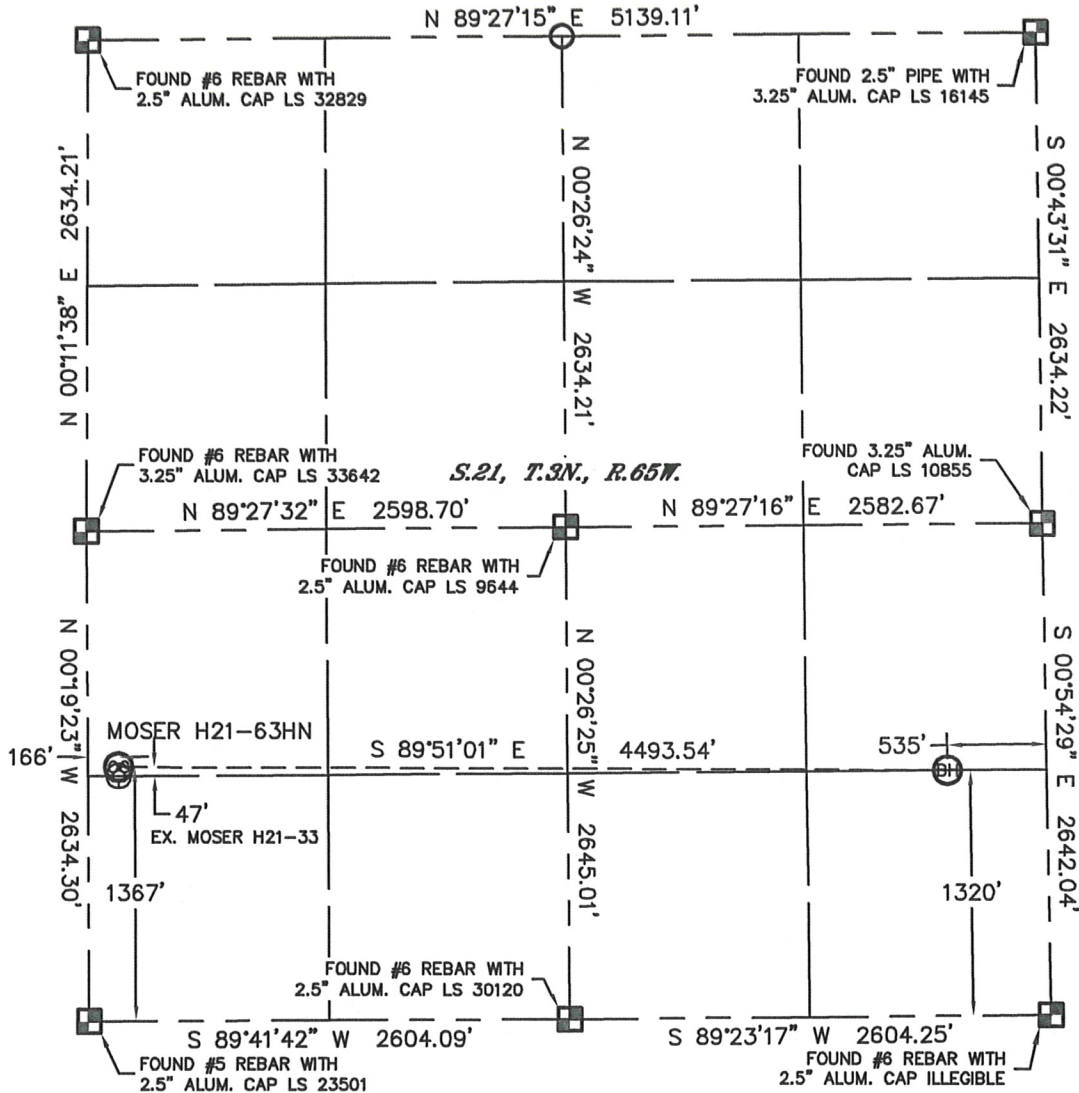 N 89°27'15" E 5139.11'
FOUND #6 REBAR WITH
2.5" ALUM. CAP LS 32829
FOUND 2.5" PIPE WITH
3.25" ALUM. CAP LS 16145
N 00°11'38" E 2634.21'
N 00°26'24" W 2634.21'
S 00°43'31" E 2634.22'
FOUND #6 REBAR WITH
3.25" ALUM. CAP LS 33642
S.21, T.3N., R.65W.
FOUND 3.25" ALUM.
CAP LS 10855
N 89°27'32" E 2598.70'
N 89°27'16" E 2582.67'
FOUND #6 REBAR WITH
2.5" ALUM. CAP LS 9644
N 00°19'23" W 2634.30'
N 00°26'25" W 2645.01'
S 00°54'29" E 2642.04'
MOSER H21-63HN
166'
S 89°51'01" E 4493.54'
535'
BH
47'
EX. MOSER H21-33
1367'
1320'
FOUND #6 REBAR WITH
2.5" ALUM. CAP LS 30120
S 89°41'42" W 2604.09'
S 89°23'17" W 2604.25'
FOUND #5 REBAR WITH
2.5" ALUM. CAP LS 23501
FOUND #6 REBAR WITH
2.5" ALUM. CAP ILLEGIBLE